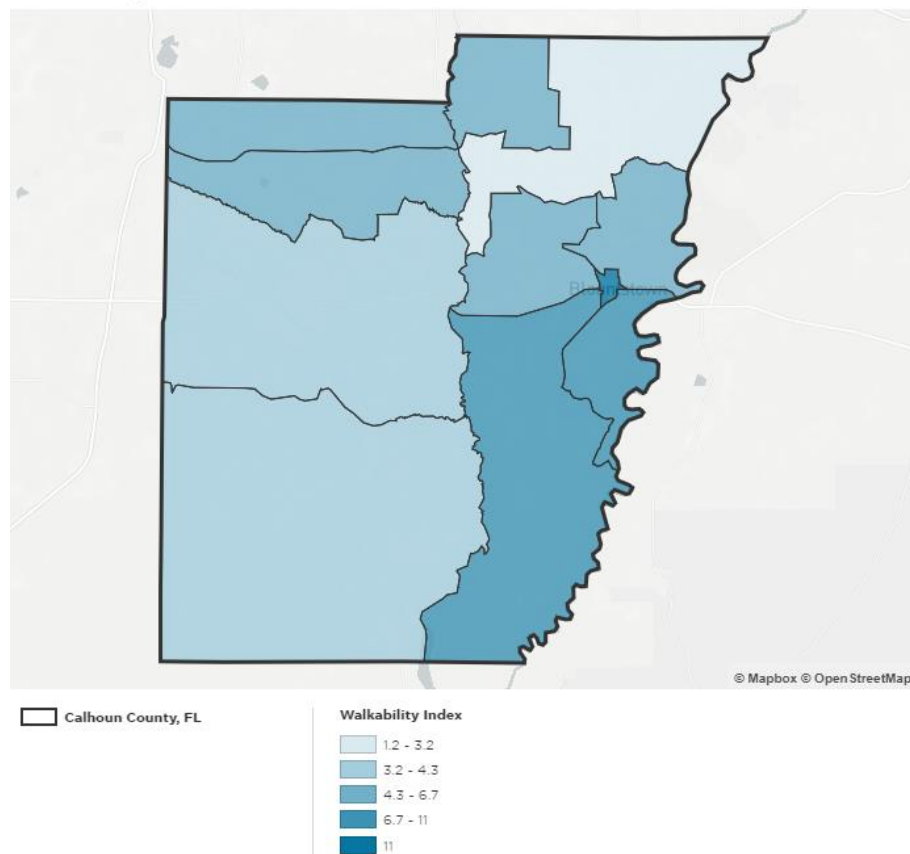 Blountstown
© Mapbox © OpenStreetMap
Calhoun County, FL
Walkability Index
1.2 - 3.2
3.2 - 4.3
4.3 - 6.7
6.7 - 11
11